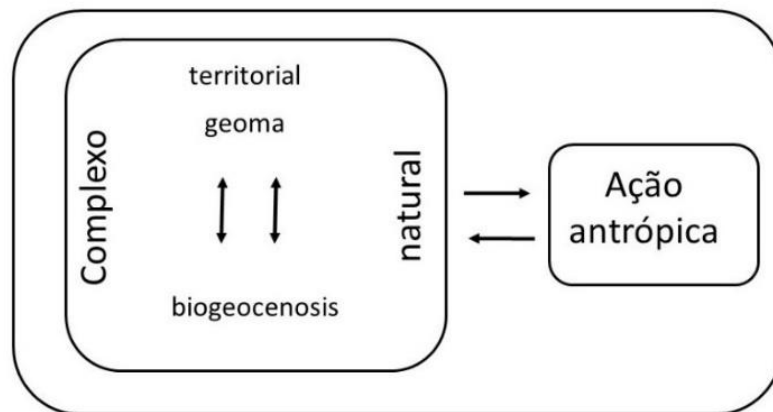 territorial
geoma
Complexo
natural
biogeocenosis
Ação
antrópica